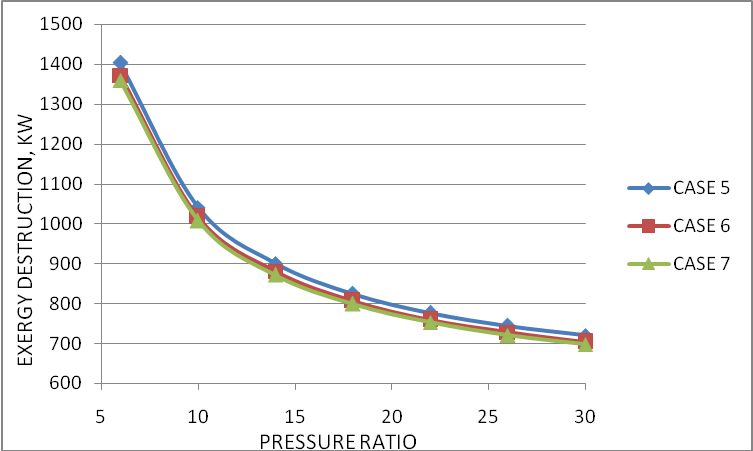 EXERGY DESTRUCTION, KW
1500
1400
1300
1200
1100
1000
900
800
700
600
5 10 15 20 25 30
PRESSURE RATIO
CASE 5
CASE 6
CASE 7